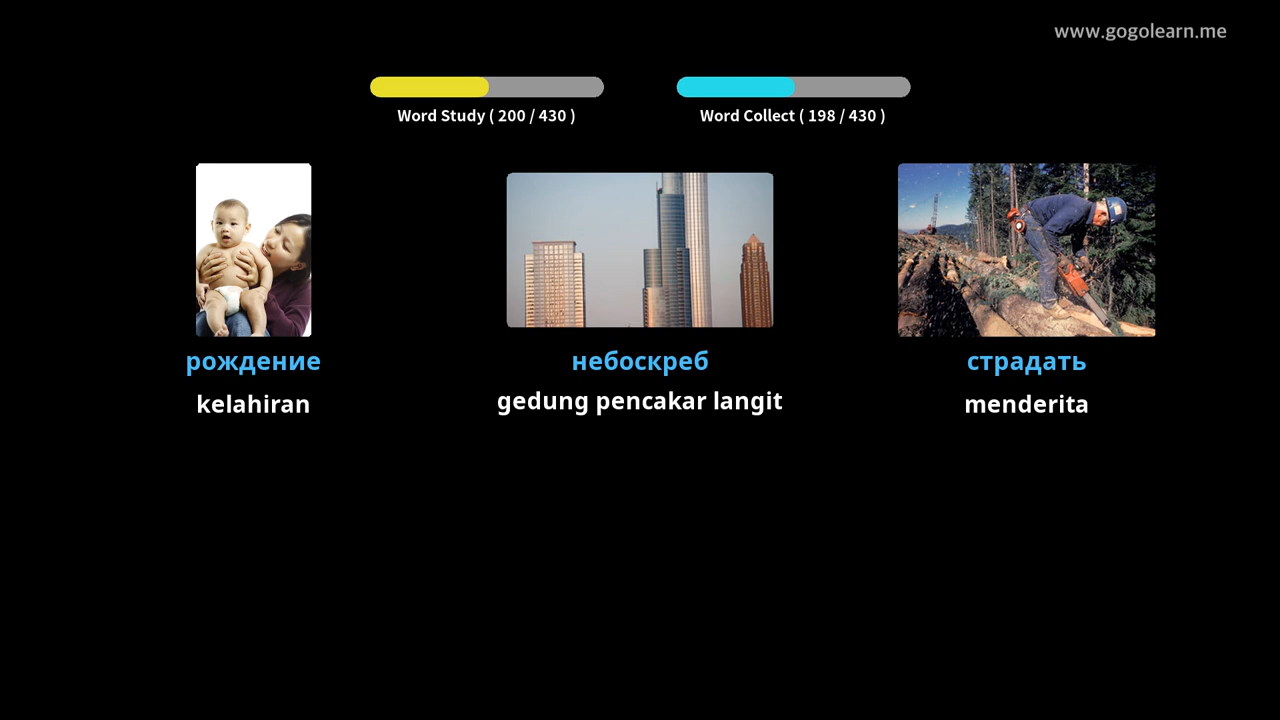 www.gogolearn.me
Word Study ( 200 / 430 )
Word Collect ( 198 / 430 )
рождение
kelahiran
небоскреб
gedung pencakar langit
страдать
menderita